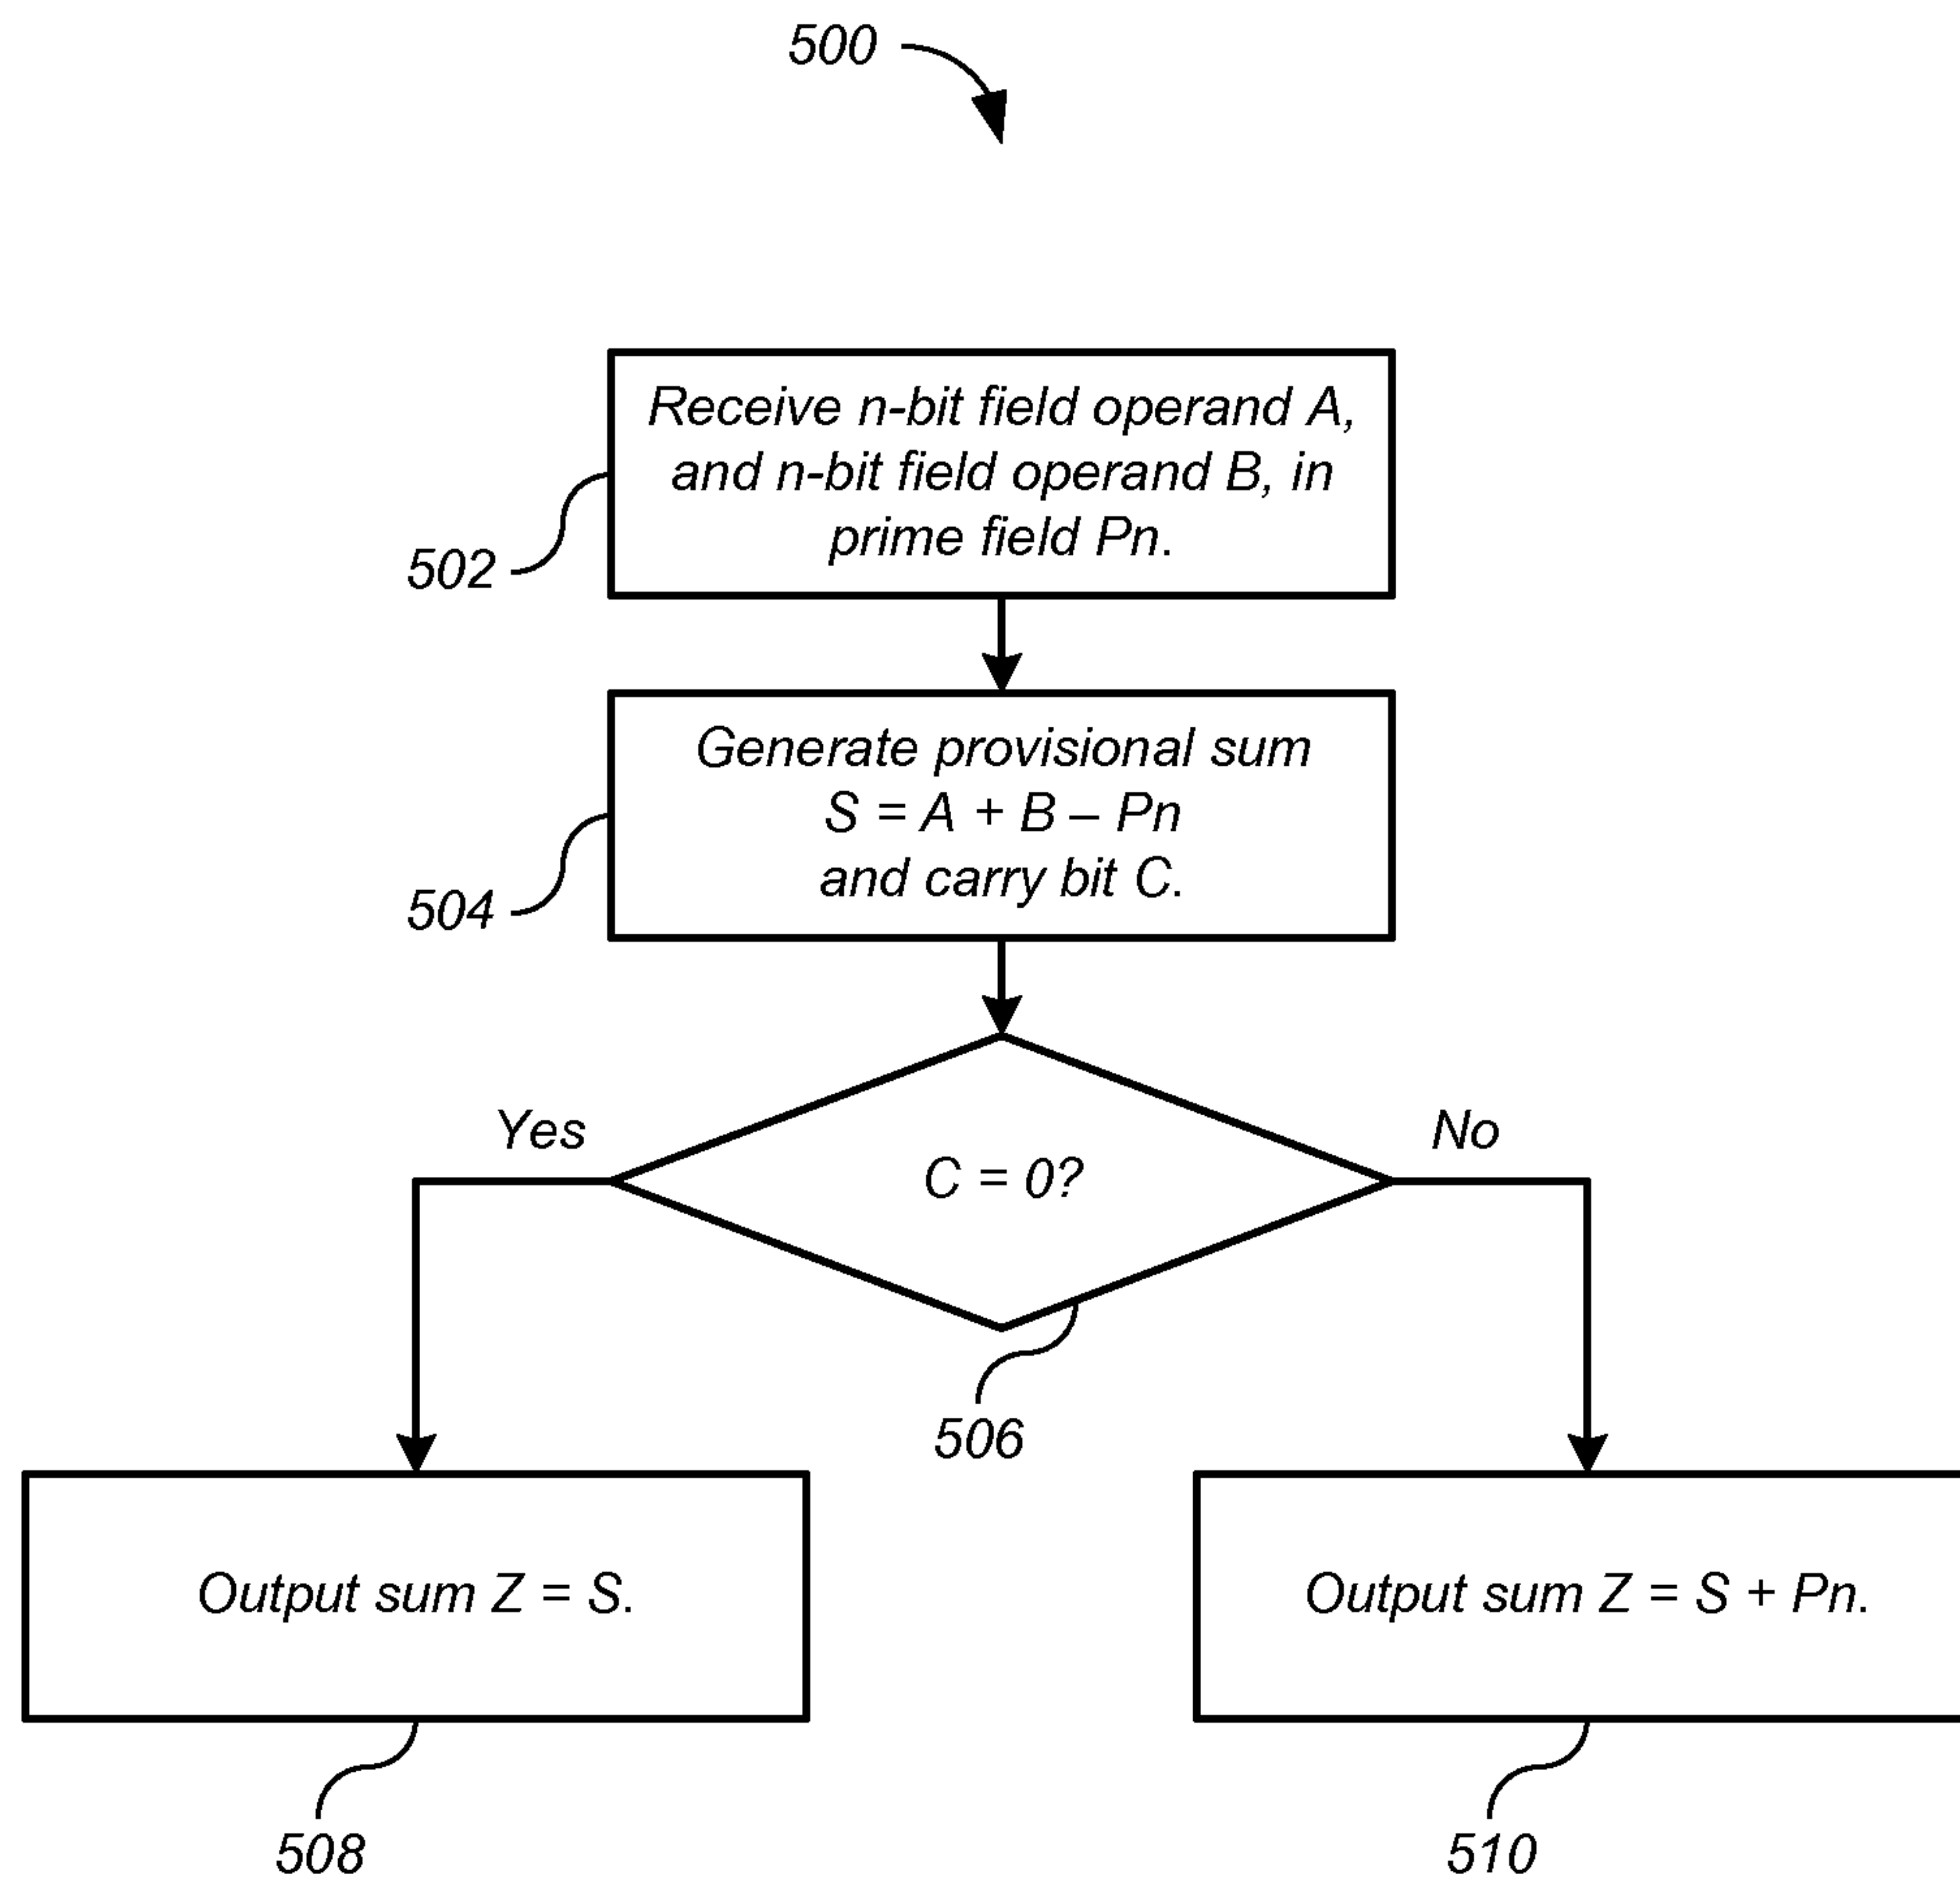 500
Receive n-bit field operand A,
and n-bit field operand B, in
prime field Pn.
502
Generate provisional sum
S = A + B – Pn
and carry bit C.
504
Yes
No
C = 0?
506
Output sum Z = S.
Output sum Z = S + Pn.
508
510